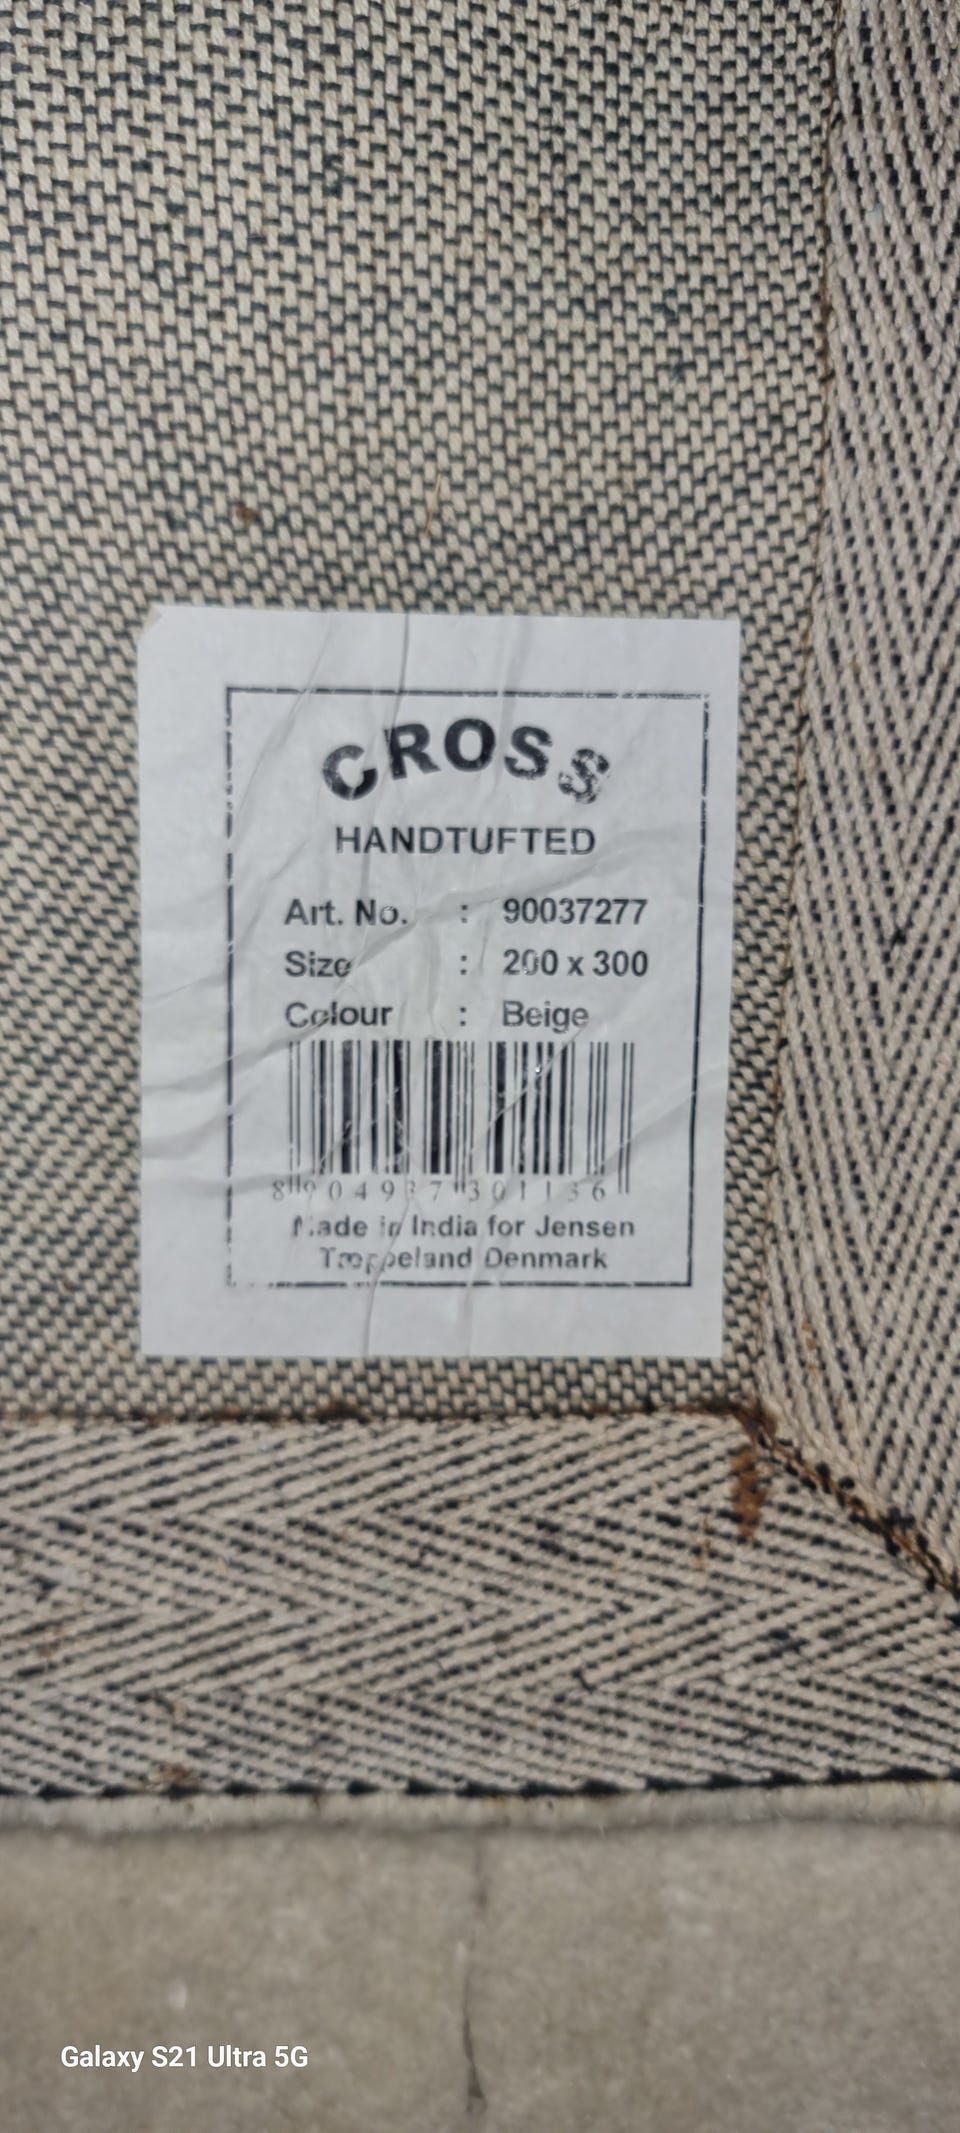 CROSS
HANDTUFTED
Art. No. : 90037277
Size : 200 x 300
Colour : Beige
8904937301136
Made in India for Jensen
Tæppeland Denmark
Galaxy S21 Ultra 5G